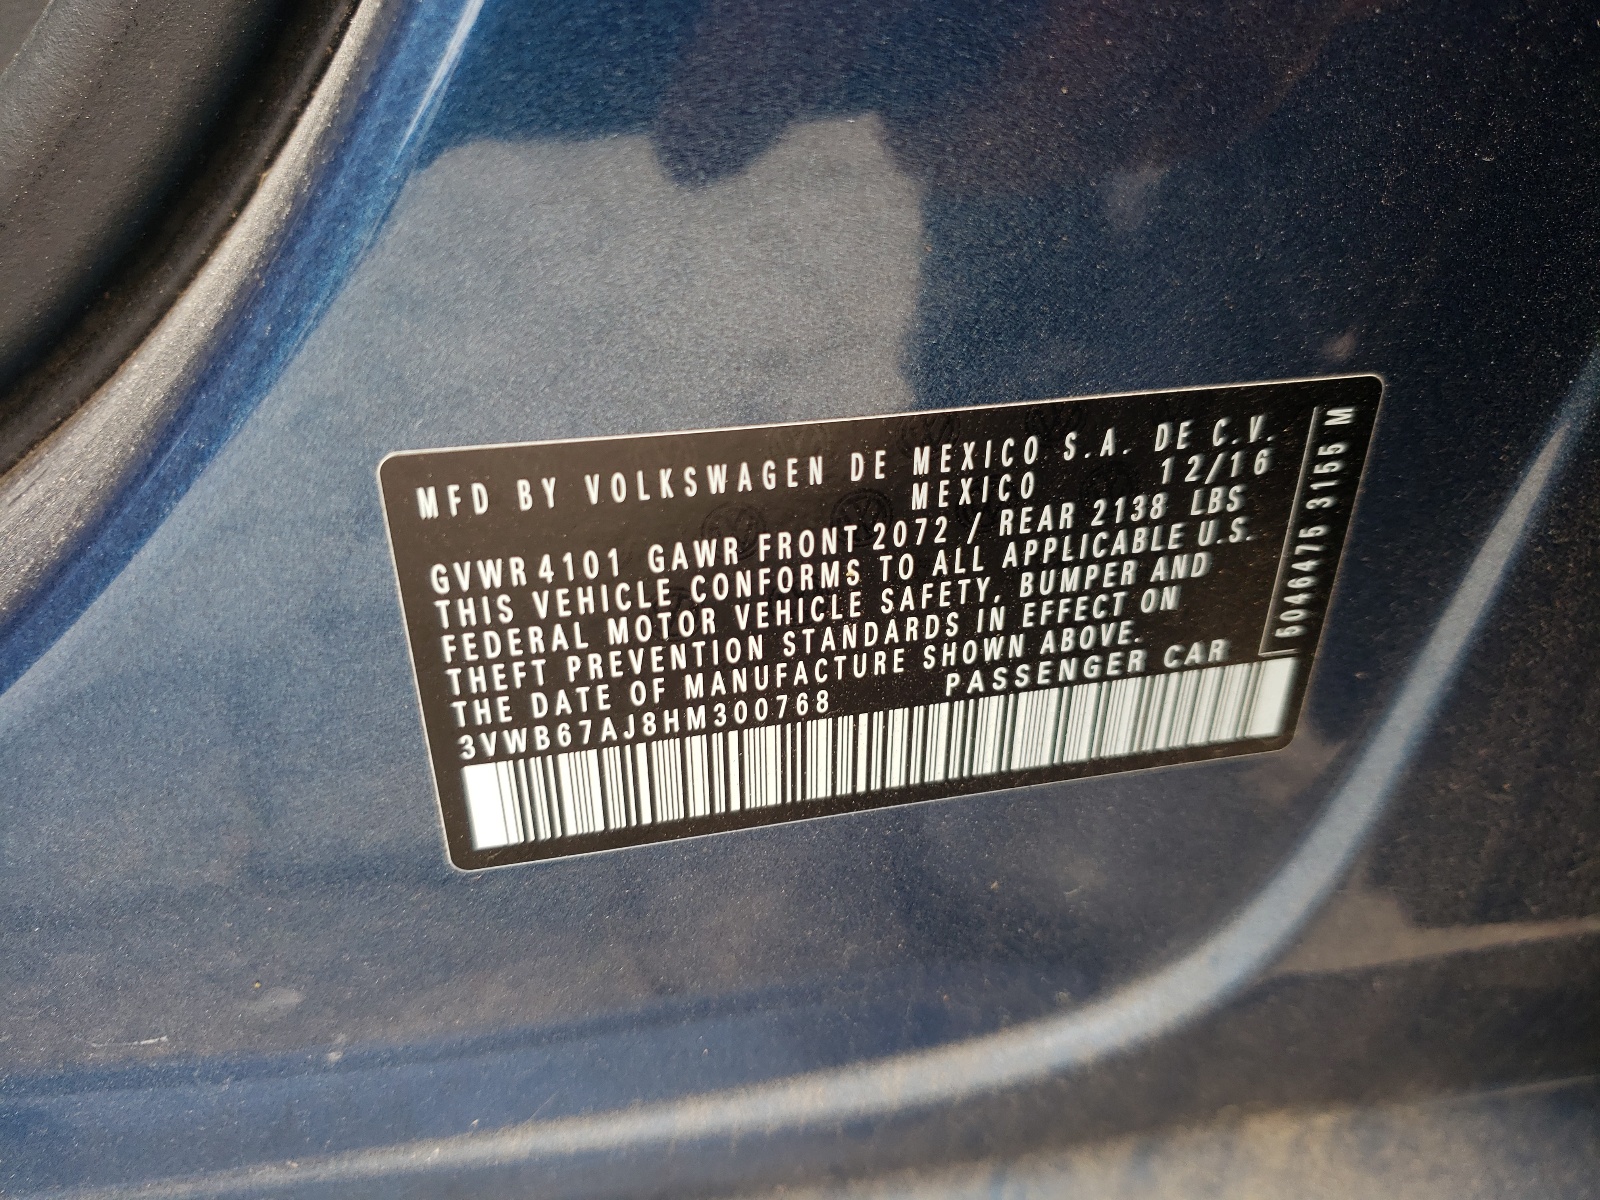 MFD BY VOLKSWAGEN DE MEXICO S.A. DE C.V.
MEXICO 12/16
GVWR 4101 GAWR FRONT 2072 / REAR 2138 LBS
THIS VEHICLE CONFORMS TO ALL APPLICABLE U.S.
FEDERAL MOTOR VEHICLE SAFETY, BUMPER AND
THEFT PREVENTION STANDARDS IN EFFECT ON
THE DATE OF MANUFACTURE SHOWN ABOVE.
3VWB67AJ8HM300768 PASSENGER CAR
5046475 3155 M